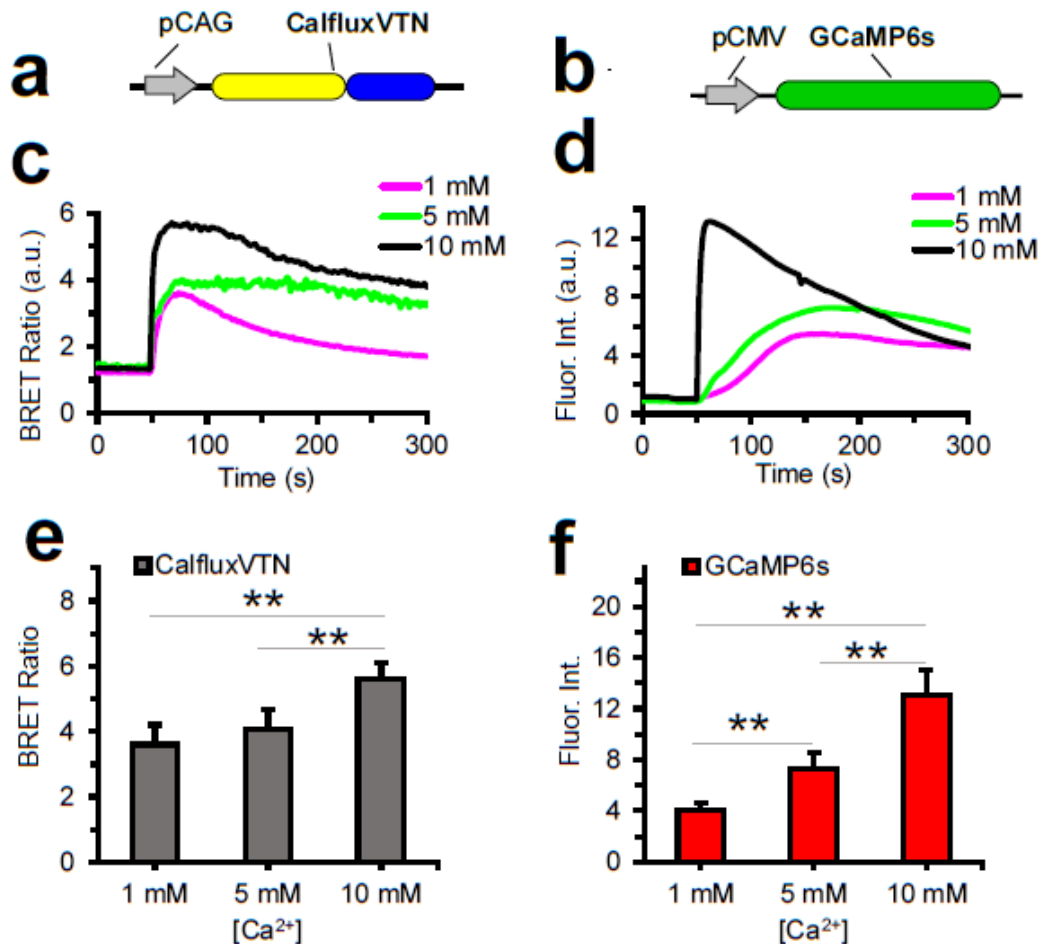 a
pCAG
CalfluxVTN
b
pCMV
GCaMP6s
c
1 mM
5 mM
10 mM
6
4
2
0
BRET Ratio (a.u.)
0
100
200
300
Time (s)
d
1 mM
5 mM
10 mM
12
8
4
0
Fluor. Int. (a.u.)
0
100
200
300
Time (s)
e
CalfluxVTN
8
6
4
2
0
BRET Ratio
**
**
1 mM
5 mM
10 mM
[Ca²⁺]
f
GCaMP6s
20
16
12
8
4
0
Fluor. Int.
**
**
**
1 mM
5 mM
10 mM
[Ca²⁺]